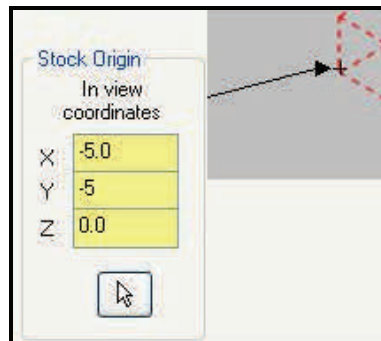 Stock Origin
In view
coordinates
X -5.0
Y -5
Z 0.0